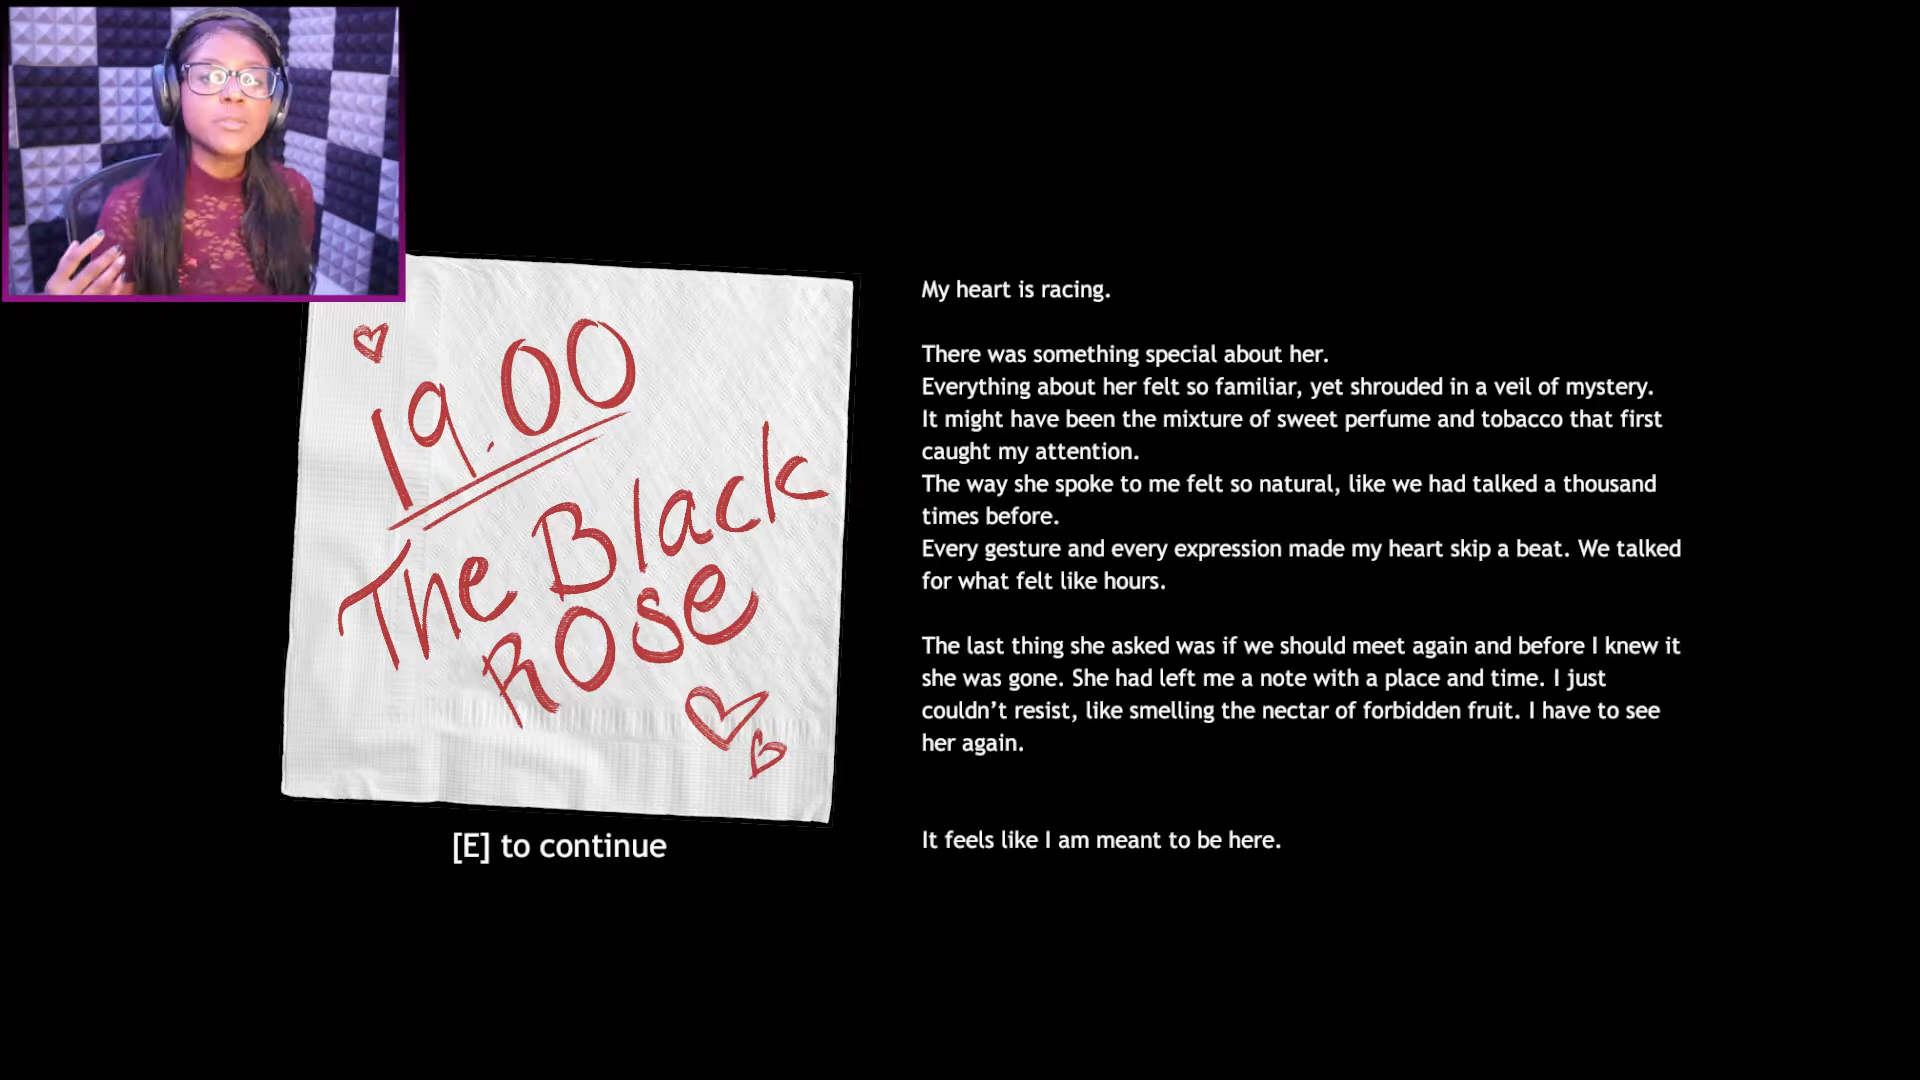 19.00
The Black
Rose
[E] to continue
My heart is racing.
There was something special about her.
Everything about her felt so familiar, yet shrouded in a veil of mystery.
It might have been the mixture of sweet perfume and tobacco that first
caught my attention.
The way she spoke to me felt so natural, like we had talked a thousand
times before.
Every gesture and every expression made my heart skip a beat. We talked
for what felt like hours.
The last thing she asked was if we should meet again and before I knew it
she was gone. She had left me a note with a place and time. I just
couldn’t resist, like smelling the nectar of forbidden fruit. I have to see
her again.
It feels like I am meant to be here.